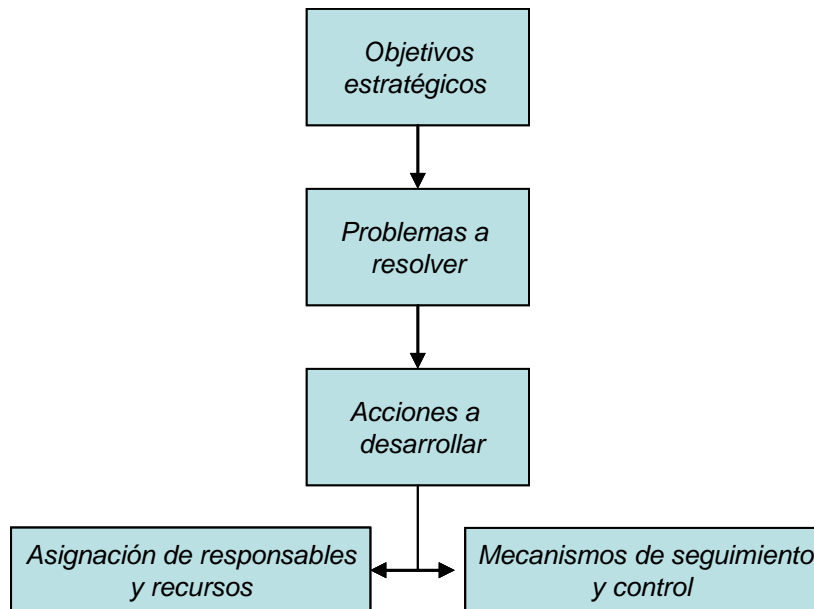 Objetivos
estratégicos
Problemas a
resolver
Acciones a
desarrollar
Asignación de responsables
y recursos
Mecanismos de seguimiento
y control